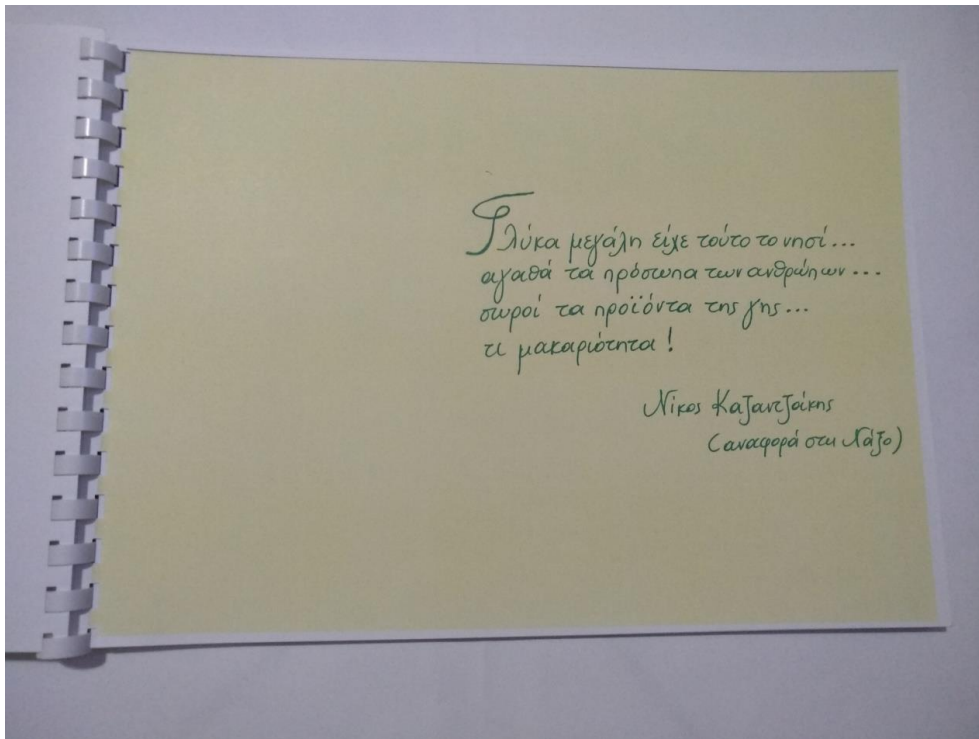 Γλύκα μεγάλη είχε τούτο το νησί...
αγαθά τα πρόσωπα των ανθρώπων...
σωροί τα προϊόντα της γης...
τι μακαριότητα!
Νίκος Καζαντζάκης
(αναφορά στη Νάξο)